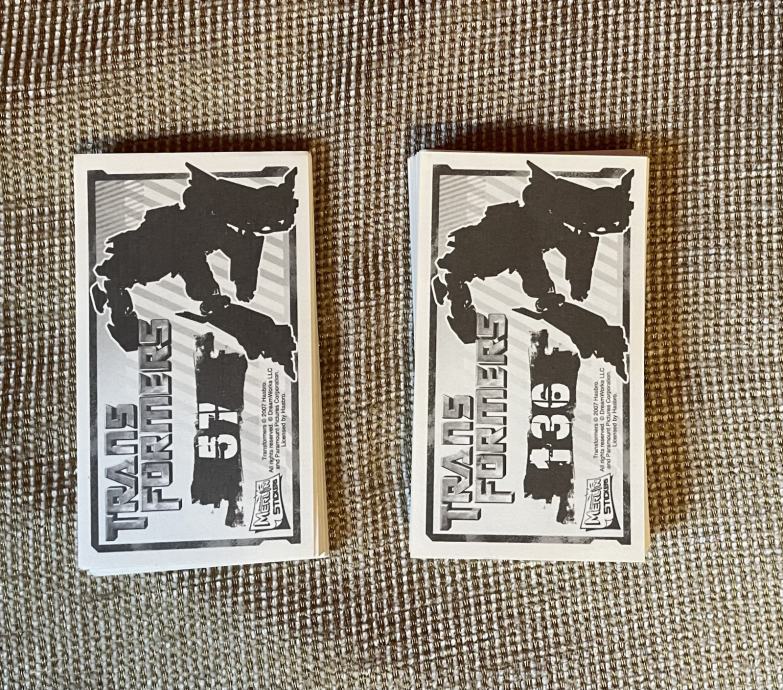 TRANS
FORMERS
57
Transformers © 2007 Hasbro.
All rights reserved. © DreamWorks LLC
and Paramount Pictures Corporation.
Licensed by Hasbro.
MERLIN
STICKERS
TRANS
FORMERS
136
Transformers © 2007 Hasbro.
All rights reserved. © DreamWorks LLC
and Paramount Pictures Corporation.
Licensed by Hasbro.
MERLIN
STICKERS